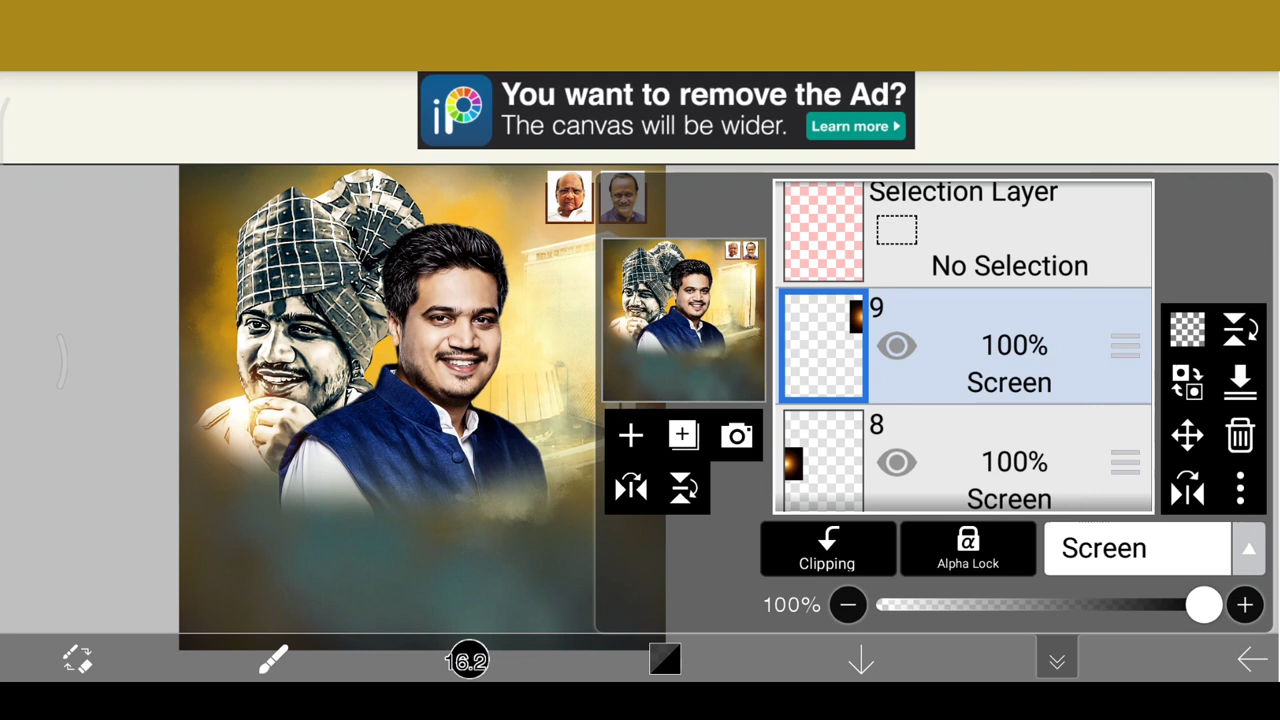 You want to remove the Ad?
The canvas will be wider.
Learn more
iP
Selection Layer
No Selection
9
100%
Screen
8
100%
Screen
Clipping
α
Alpha Lock
Screen
100%
16.2